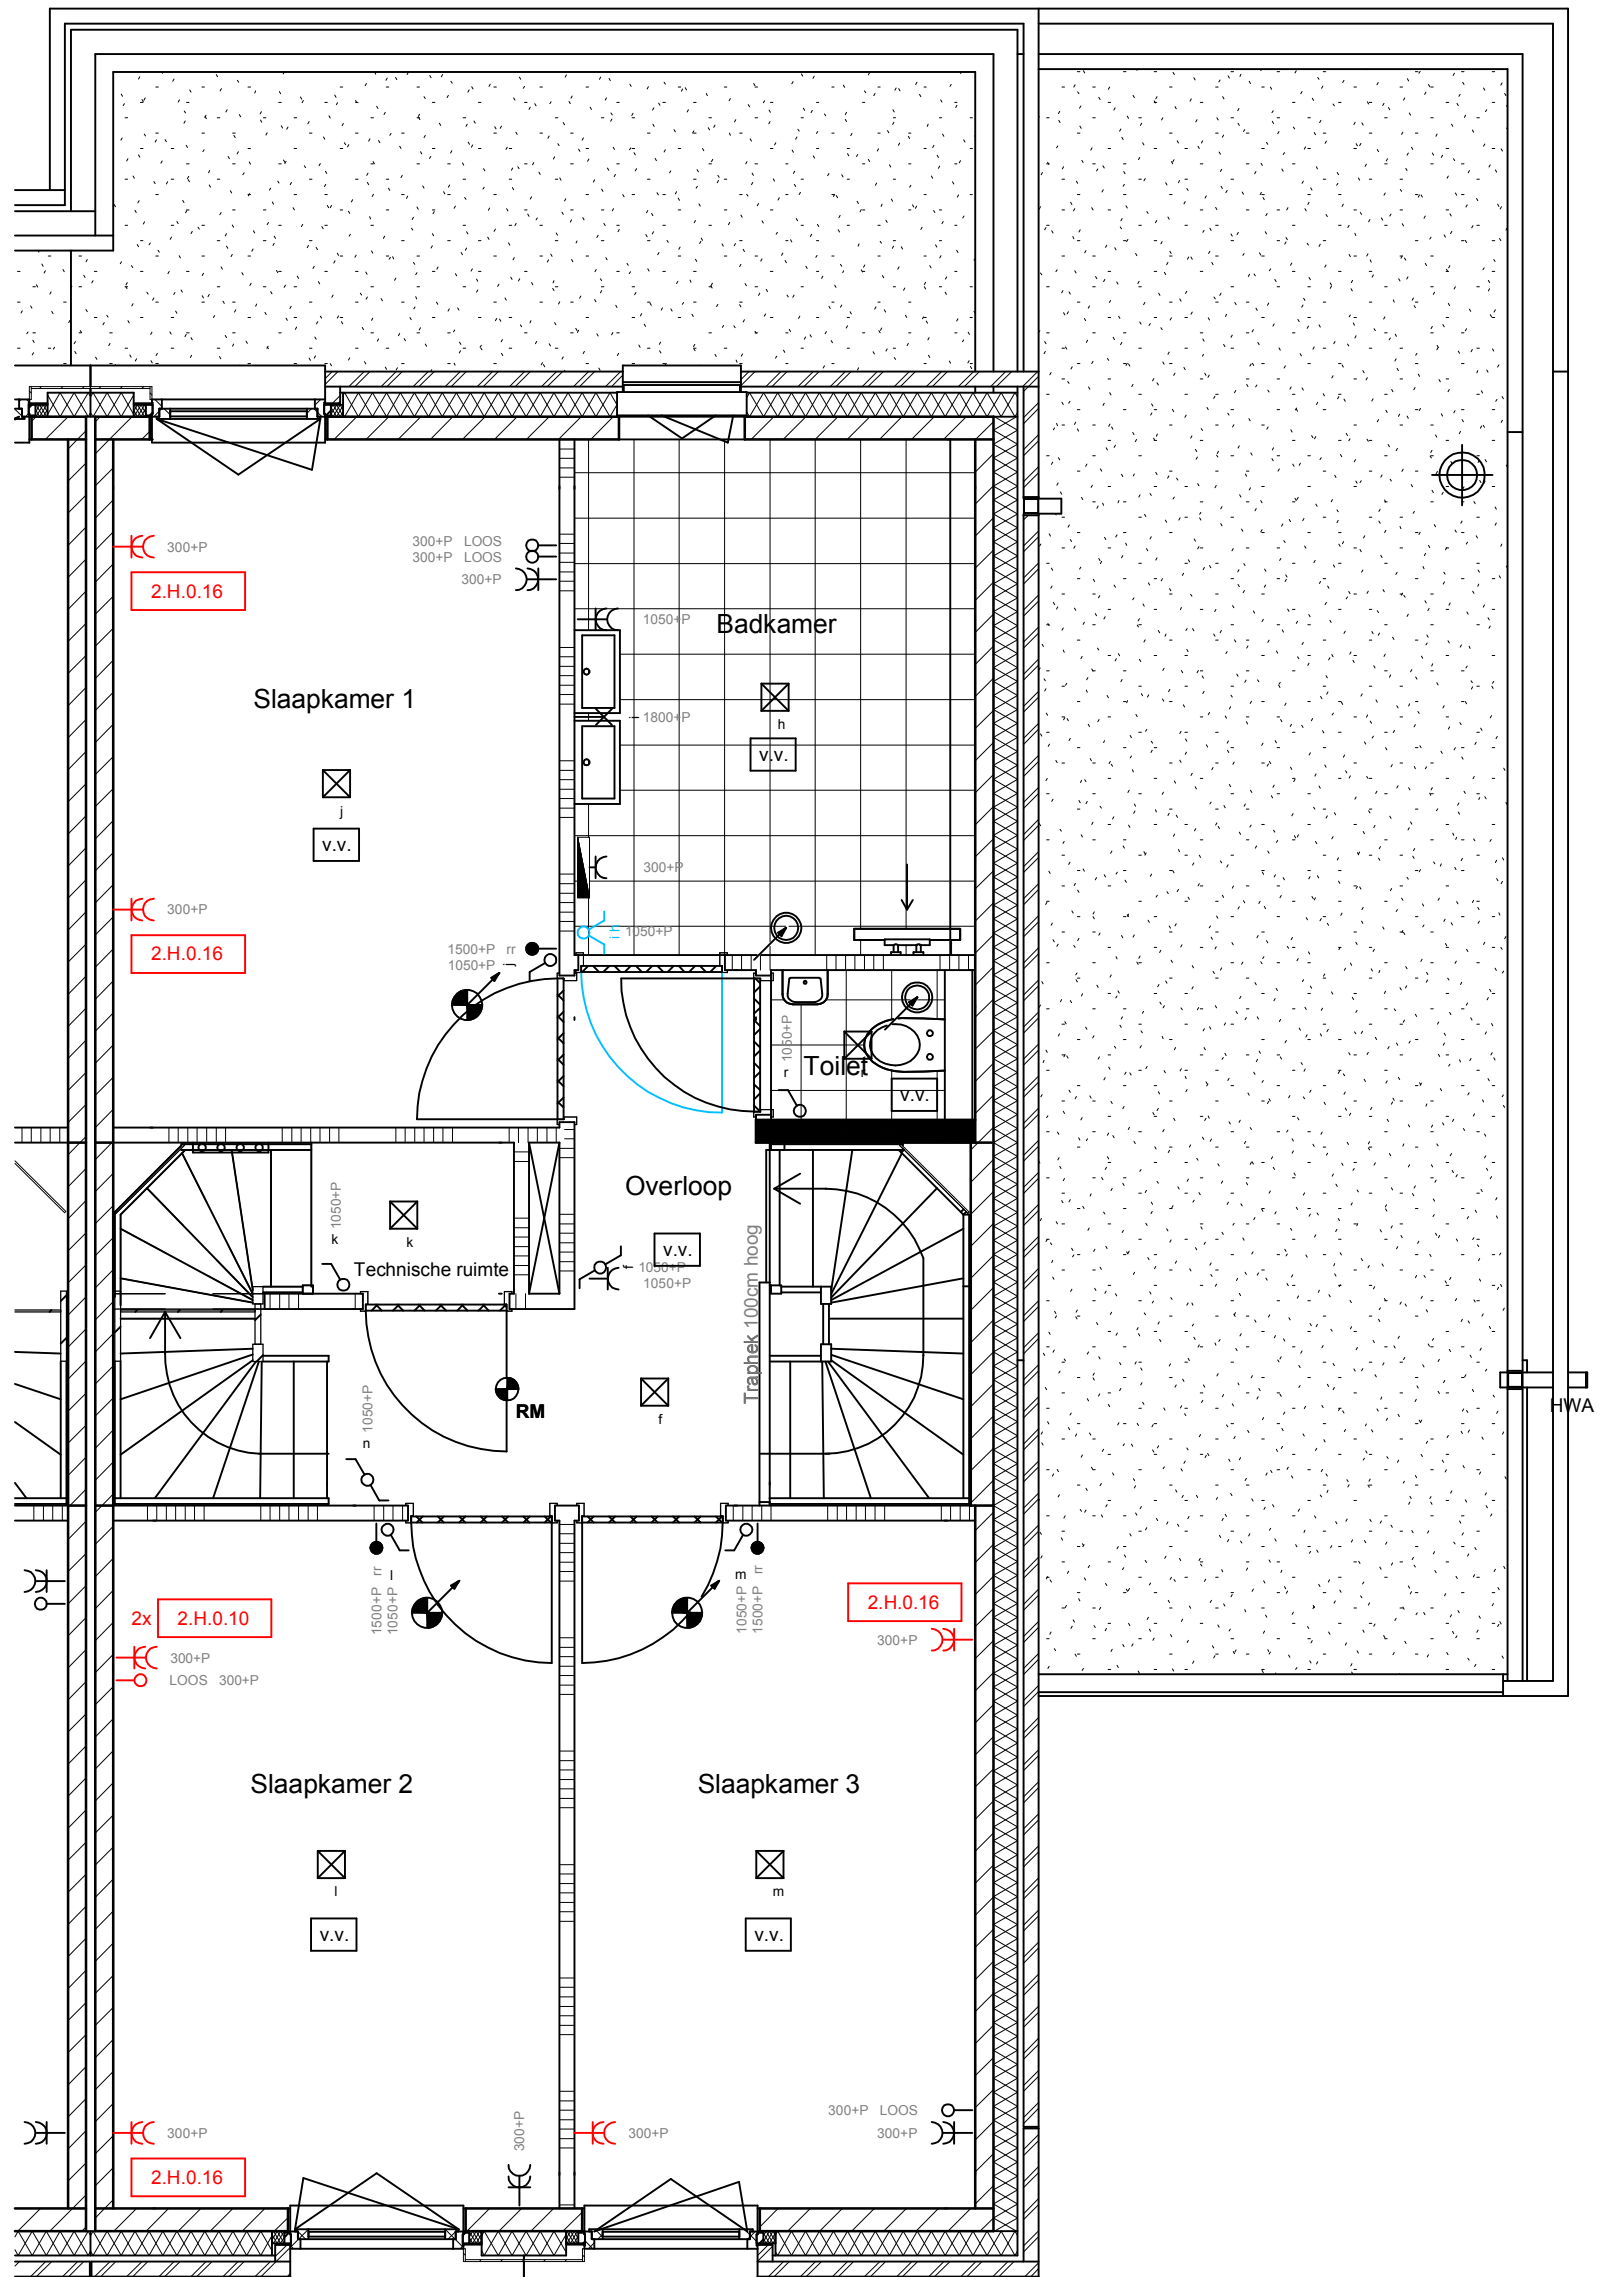 300+P
2.H.0.16
300+P LOOS
300+P LOOS
300+P
1050+P
Badkamer
Slaapkamer 1
i 1800+P
h
v.v.
j
v.v.
300+P
300+P
2.H.0.16
1500+P rr
1050+P j
i h 1050+P
r 1050+P
Toilet
r
v.v.
Overloop
k 1050+P
k
Technische ruimte
v.v.
f 1050+P
1050+P
Traphek 100cm hoog
n 1050+P
RM
f
HWA
1500+P rr
1050+P l
1050+P m
1500+P rr
2x 2.H.0.10
300+P
LOOS 300+P
2.H.0.16
300+P
Slaapkamer 2
Slaapkamer 3
l
v.v.
m
v.v.
300+P LOOS
300+P
300+P
2.H.0.16
300+P
300+P